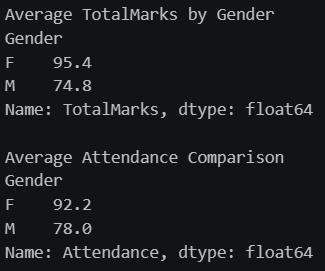 Average TotalMarks by Gender
Gender
F    95.4
M    74.8
Name: TotalMarks, dtype: float64

Average Attendance Comparison
Gender
F    92.2
M    78.0
Name: Attendance, dtype: float64